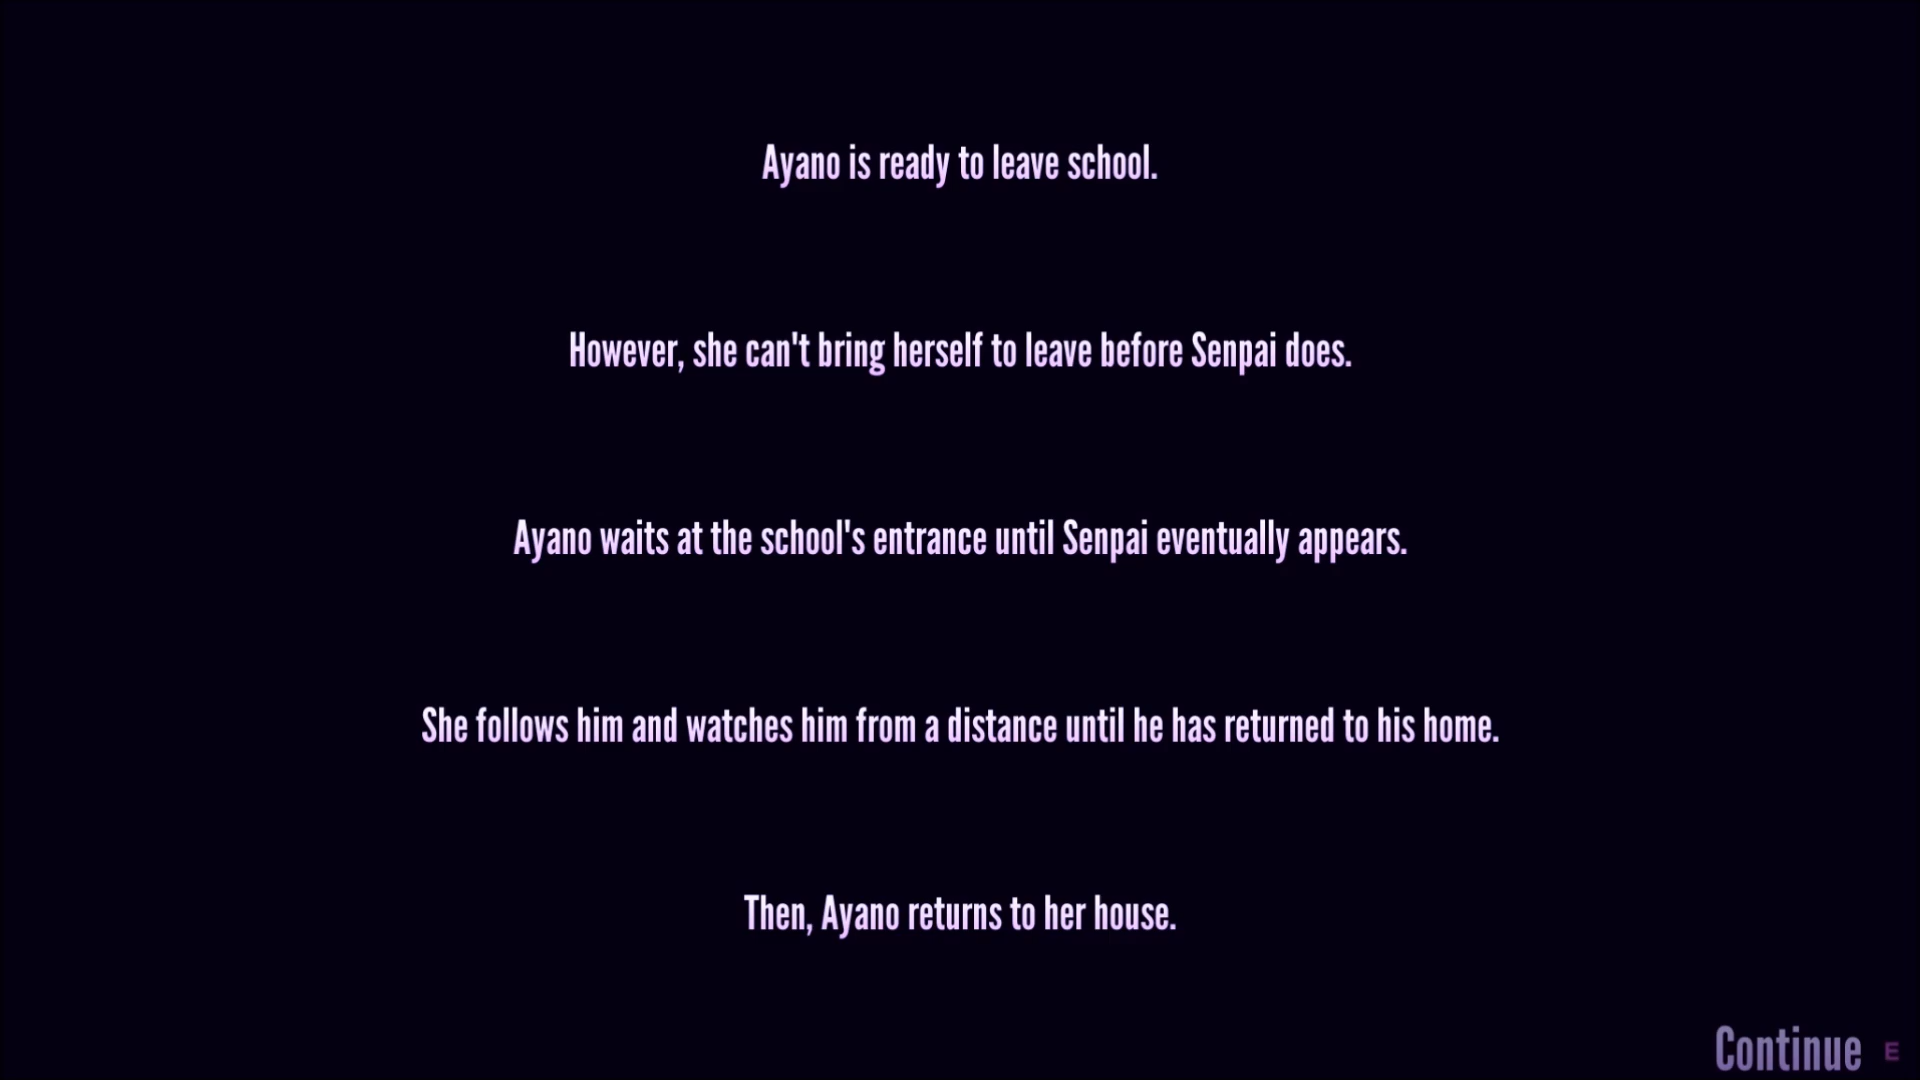 Ayano is ready to leave school.
However, she can't bring herself to leave before Senpai does.
Ayano waits at the school's entrance until Senpai eventually appears.
She follows him and watches him from a distance until he has returned to his home.
Then, Ayano returns to her house.
Continue E